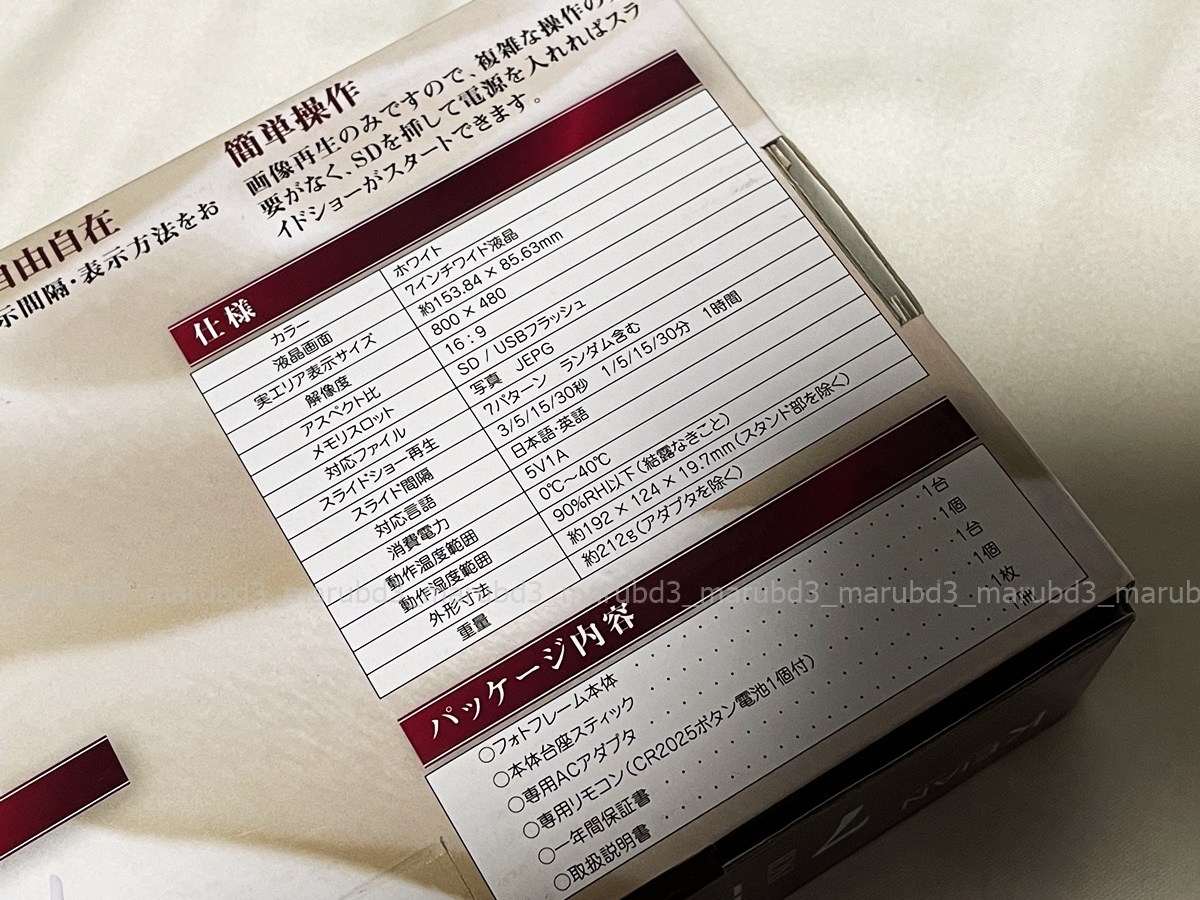 簡単操作
画像再生のみですので、複雑な操作の
要がなく、SDを挿して電源を入れればスラ
イドショーがスタートできます。
自由自在
示間隔・表示方法をお
仕様
カラー ホワイト
液晶画面 7インチワイド液晶
実エリア表示サイズ 約153.84 × 85.63mm
解像度 800 × 480
アスペクト比 16:9
メモリスロット SD / USBフラッシュ
対応ファイル 写真 JEPG
スライドショー再生 7パターン ランダム含む
スライド間隔 3/5/15/30秒 1/5/15/30分 1時間
対応言語 日本語・英語
消費電力 5V1A
動作温度範囲 0℃~40℃
動作湿度範囲 90%RH以下(結露なきこと)
外形寸法 約192 × 124 × 19.7mm(スタンド部を除く)
重量 約212g(アダプタを除く)
パッケージ内容
○フォトフレーム本体 1台
○本体台座スティック 1個
○専用ACアダプタ 1台
○専用リモコン(CR2025ボタン電池1個付) 1個
○一年間保証書 1枚
○取扱説明書 1冊
marubd3_marubd3_marubd3_marubd3_marubd3_marubd3_marubd3_marubd3